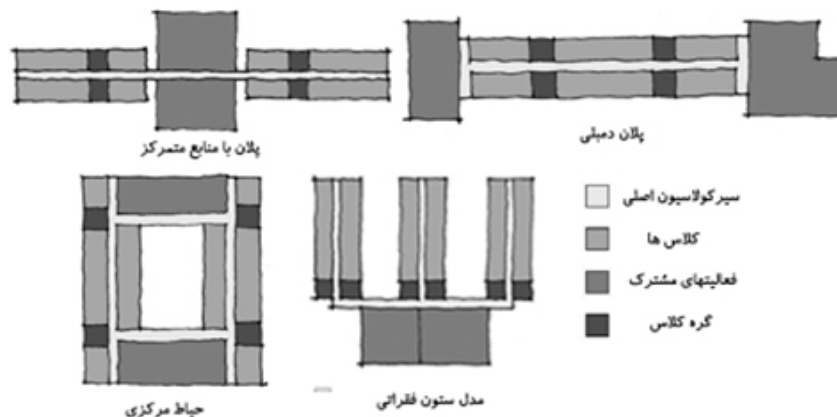 پلان با منابع متمرکز
پلان دمبلی
سیرکولاسیون اصلی
کلاس ها
فعالیتهای مشترک
گره کلاس
حیاط مرکزی
مدل ستون فقراتی